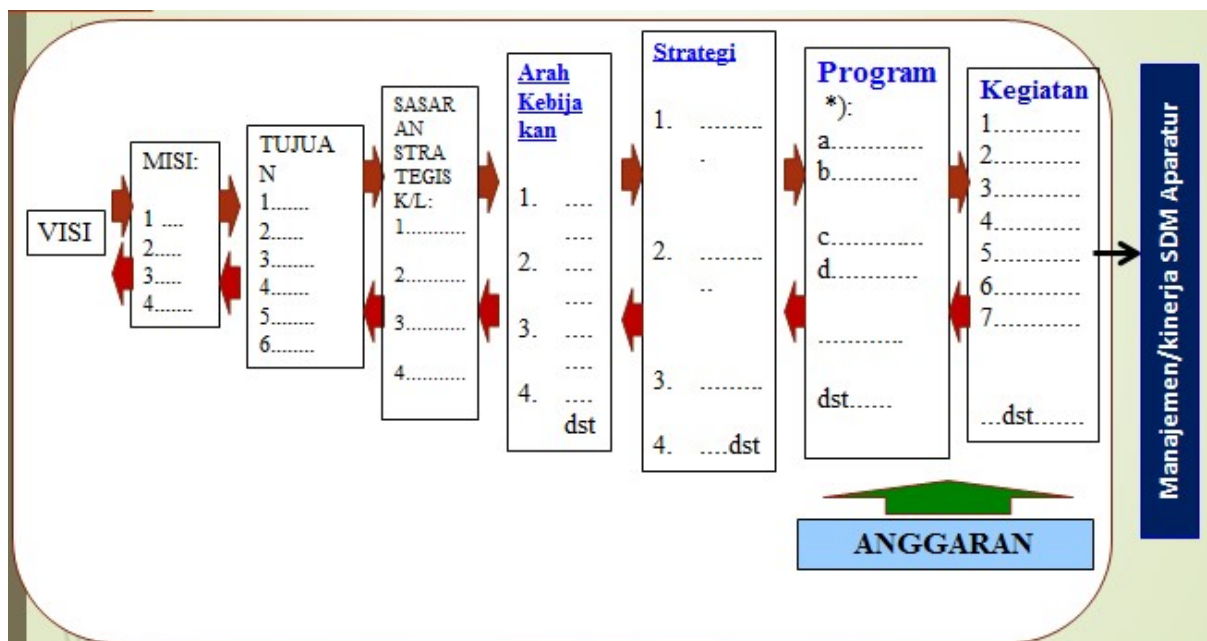 VISI
MISI:
1 ....
2.....
3.....
4.......
TUJUA
N
1.......
2......
3.......
4.......
5.......
6........
SASAR
AN
STRA
TEGIS
K/L:
1............
2............
3............
4............
Arah
Kebija
kan
1. ....
....
2. ....
....
3. ....
....
4. ....
dst
Strategi
1. .........
.
2. .........
..
3. .........
4. ....dst
Program
*):
a..............
b.............
c..............
d.............
.............
dst......
Kegiatan
1.............
2.............
3.............
4.............
5.............
6.............
7.............
...dst.......
ANGGARAN
Manajemen/kinerja SDM Aparatur